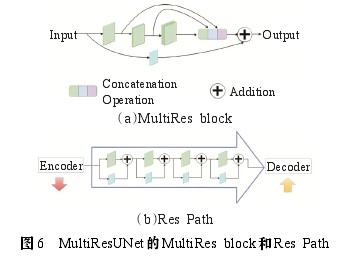 Input
Output
Concatenation
Operation
Addition
(a)MultiRes block
Encoder
Decoder
(b)Res Path
图6 MultiResUNet的MultiRes block和Res Path